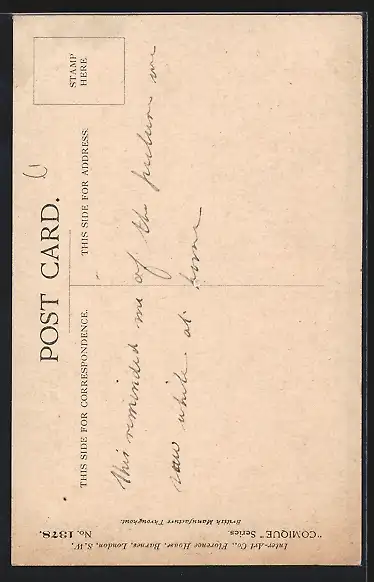 POST CARD.
STAMP
HERE
THIS SIDE FOR CORRESPONDENCE.
THIS SIDE FOR ADDRESS.
This reminded me of the picture we
saw while at home
"COMIQUE" Series.
No. 1378.
Inter-Art Co., Florence House, Barnes, London, S.W.
British Manufacture Throughout.